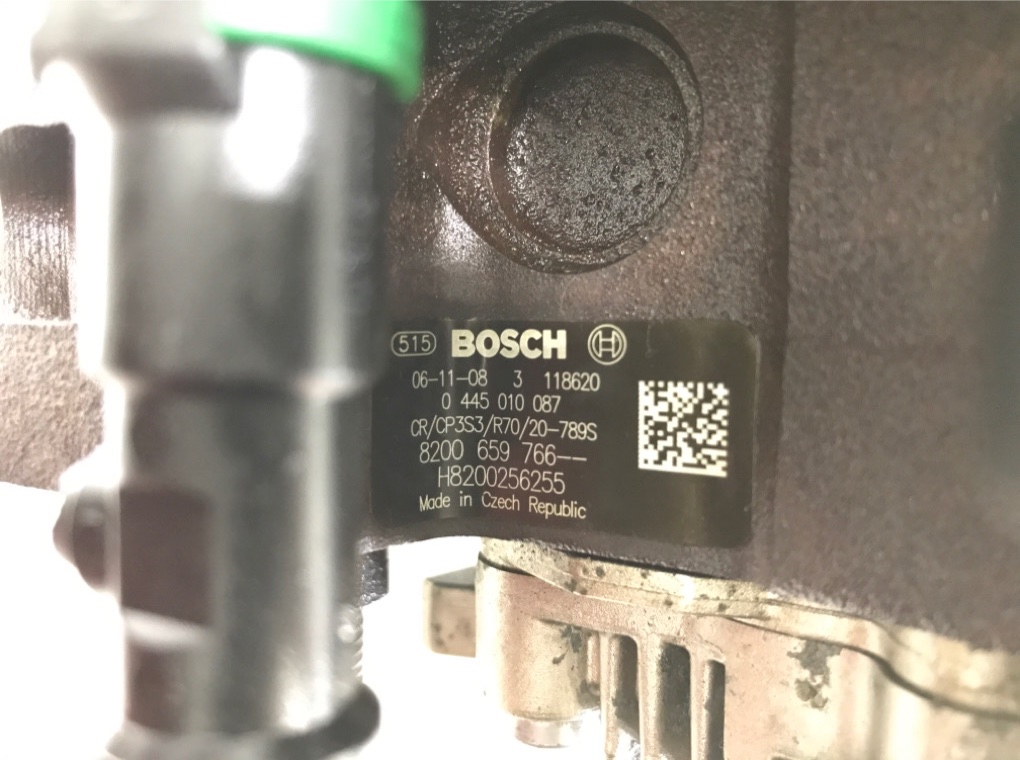 515 BOSCH
06-11-08 3 118620
0 445 010 087
CR/CP3S3/R70/20-789S
8200 659 766--
H8200256255
Made in Czech Republic